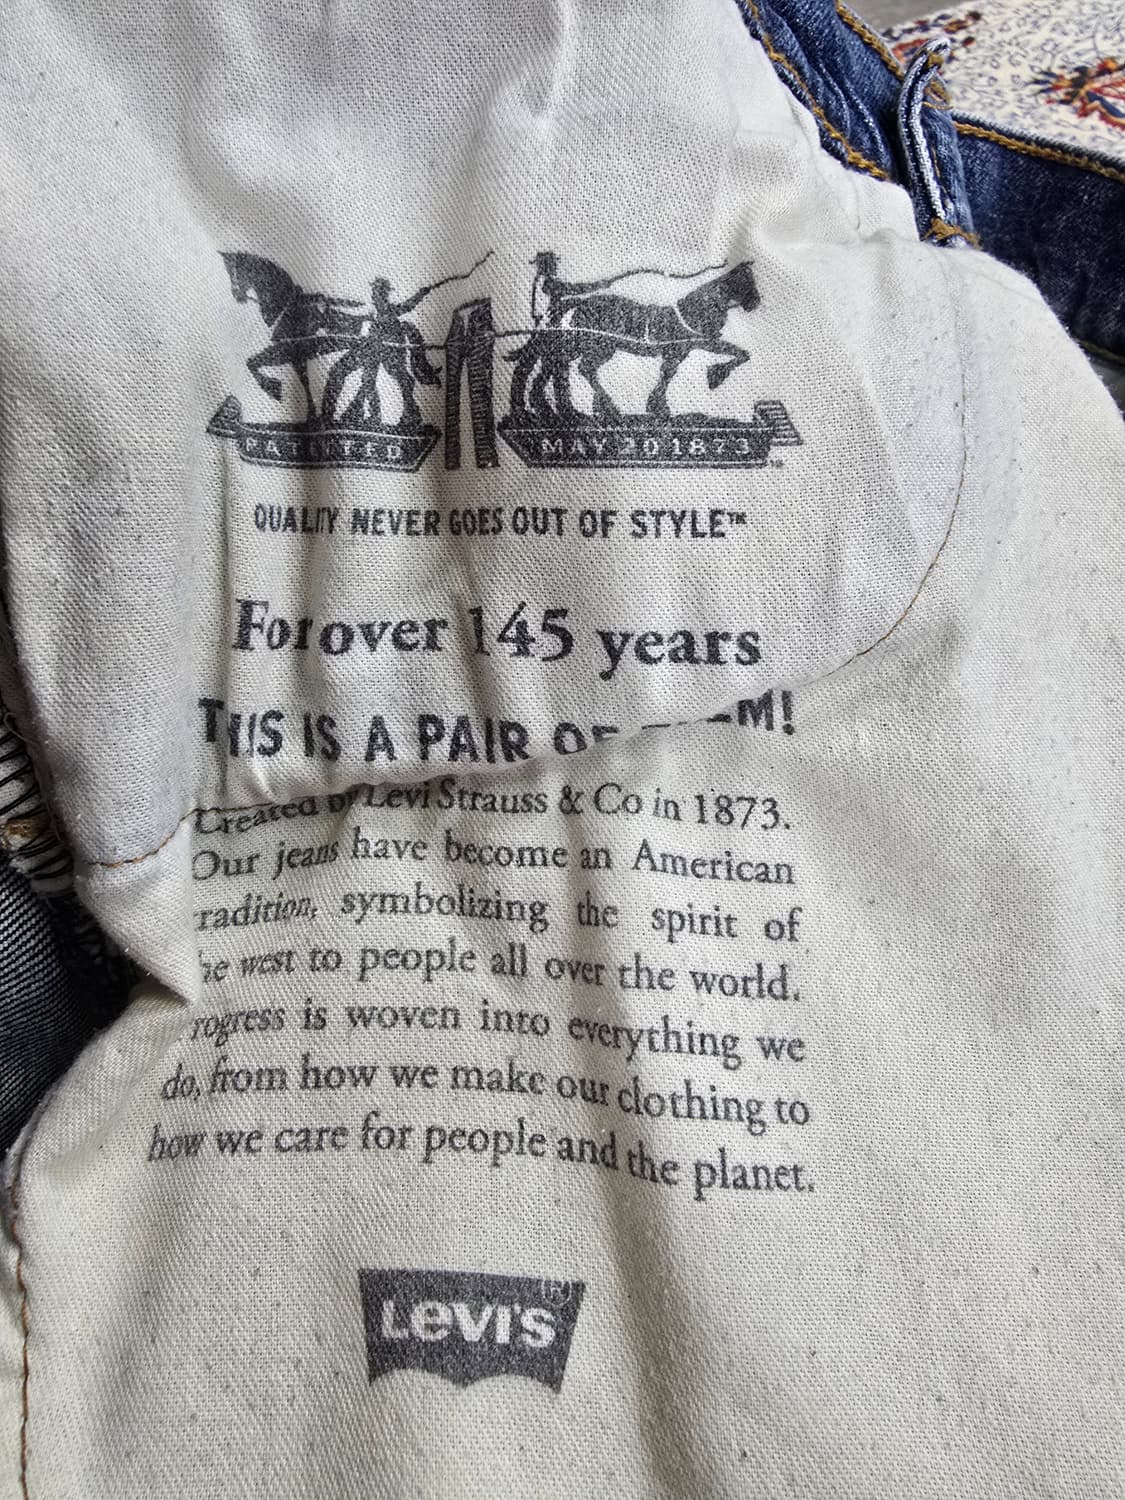 PATENTED MAY 20 1873
QUALITY NEVER GOES OUT OF STYLE™
For over 145 years
THIS IS A PAIR OF THEM!
Created by Levi Strauss & Co in 1873.
Our jeans have become an American
tradition, symbolizing the spirit of
the west to people all over the world.
Progress is woven into everything we
do, from how we make our clothing to
how we care for people and the planet.
Levi's®